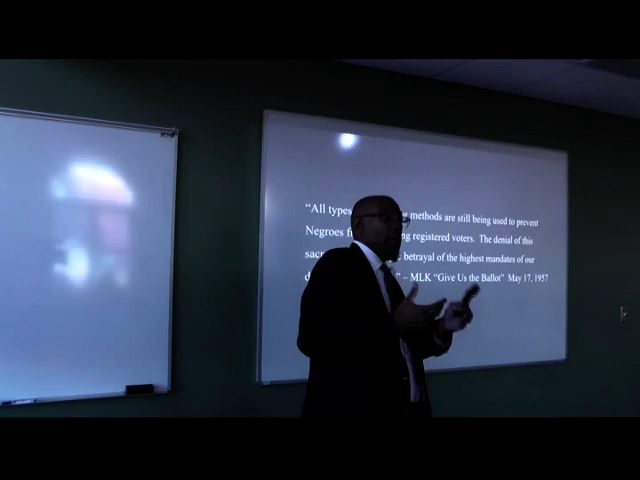 “All types g methods are still being used to prevent
Negroes f ng registered voters. The denial of this
sac betrayal of the highest mandates of our
d ” – MLK “Give Us the Ballot” May 17, 1957